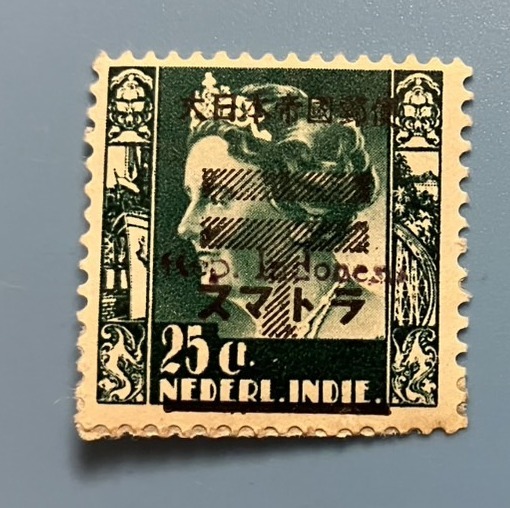 大日本帝國郵便
Rep. Indonesia
スマトラ
25 ct.
NEDERL. INDIE.